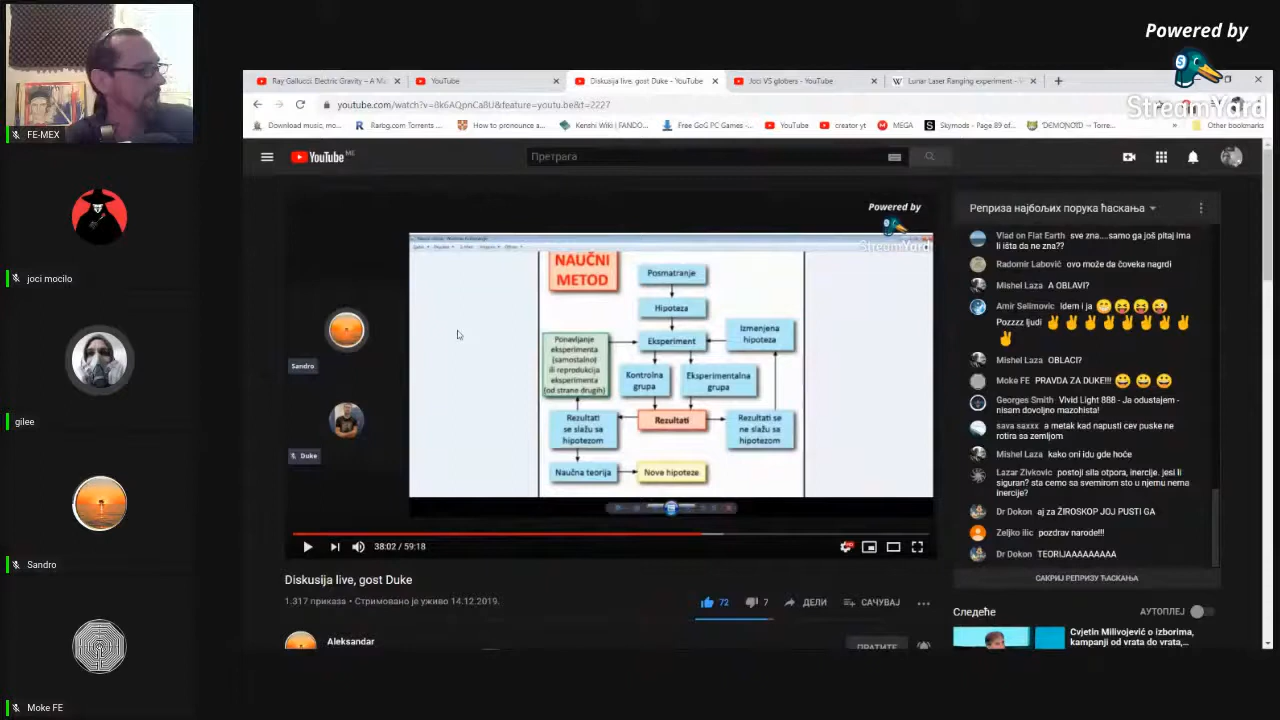 Powered by
StreamYard
FE-MEX
joci mocilo
gilee
Sandro
Moke FE
Ray Gallucci: Electric Gravity – A Ma
YouTube
Diskusija live, gost Duke - YouTube
Joci VS globers - YouTube
Lunar Laser Ranging experiment -
youtube.com/watch?v=8k6AQpnCa8U&feature=youtu.be&t=2227
Download music, mo...
Rarbg.com Torrents...
How to pronounce a...
Kenshi Wiki | FANDO...
Free GoG PC Games -...
YouTube
creator yt
MEGA
Skymods - Page 89 of...
Other bookmarks
YouTube ME
Претрага
Powered by
StreamYard
NAUČNI
METOD
Posmatranje
Hipoteza
Eksperiment
Izmenjena
hipoteza
Ponavljanje
eksperimenta
(samostalno)
ili reprodukcija
eksperimenta
(od strane drugih)
Kontrolna
grupa
Eksperimentalna
grupa
Rezultati
se slažu sa
hipotezom
Rezultati
Rezultati se
ne slažu sa
hipotezom
Naučna teorija
Nove hipoteze
Sandro
Duke
38:02 / 59:18
Diskusija live, gost Duke
1.317 приказа • Стримовано је уживо 14.12.2019.
72
7
ДЕЛИ
САЧУВАЈ
Aleksandar
ПРАТИТЕ
Реприза најбољих порука ћаскања
Vlad on Flat Earth sve zna....samo ga još pitaj ima
li išta da ne zna??
Radomir Labović ovo može da čoveka nagrdi
Mishel Laza A OBLAVI?
Amir Selimovic Idem i ja 😁😝😝😜
Pozzzz ljudi ✌✌✌✌✌✌✌✌
✌
Mishel Laza OBLACI?
Moke FE PRAVDA ZA DUKE!!! 😀 😀 😀
Georges Smith Vivid Light 888 - Ja odustajem -
nisam dovoljno mazohista!
sava saxxx a metak kad napusti cev puske ne
rotira sa zemljom
Mishel Laza kako oni idu gde hoće
Lazar Zivkovic postoji sila otpora, inercije. jesi li
siguran? sta cemo sa svemirom sto u njemu nema
inercije?
Dr Dokon aj za ŽIROSKOP JOJ PUSTI GA
Zeljko ilic pozdrav narode!!!
Dr Dokon TEORIJAAAAAAAAA
САКРИЈ РЕПРИЗУ ЋАСКАЊА
Следеће
АУТОПЛЕЈ
Cvjetin Milivojević o izborima,
kampanji od vrata do vrata,...